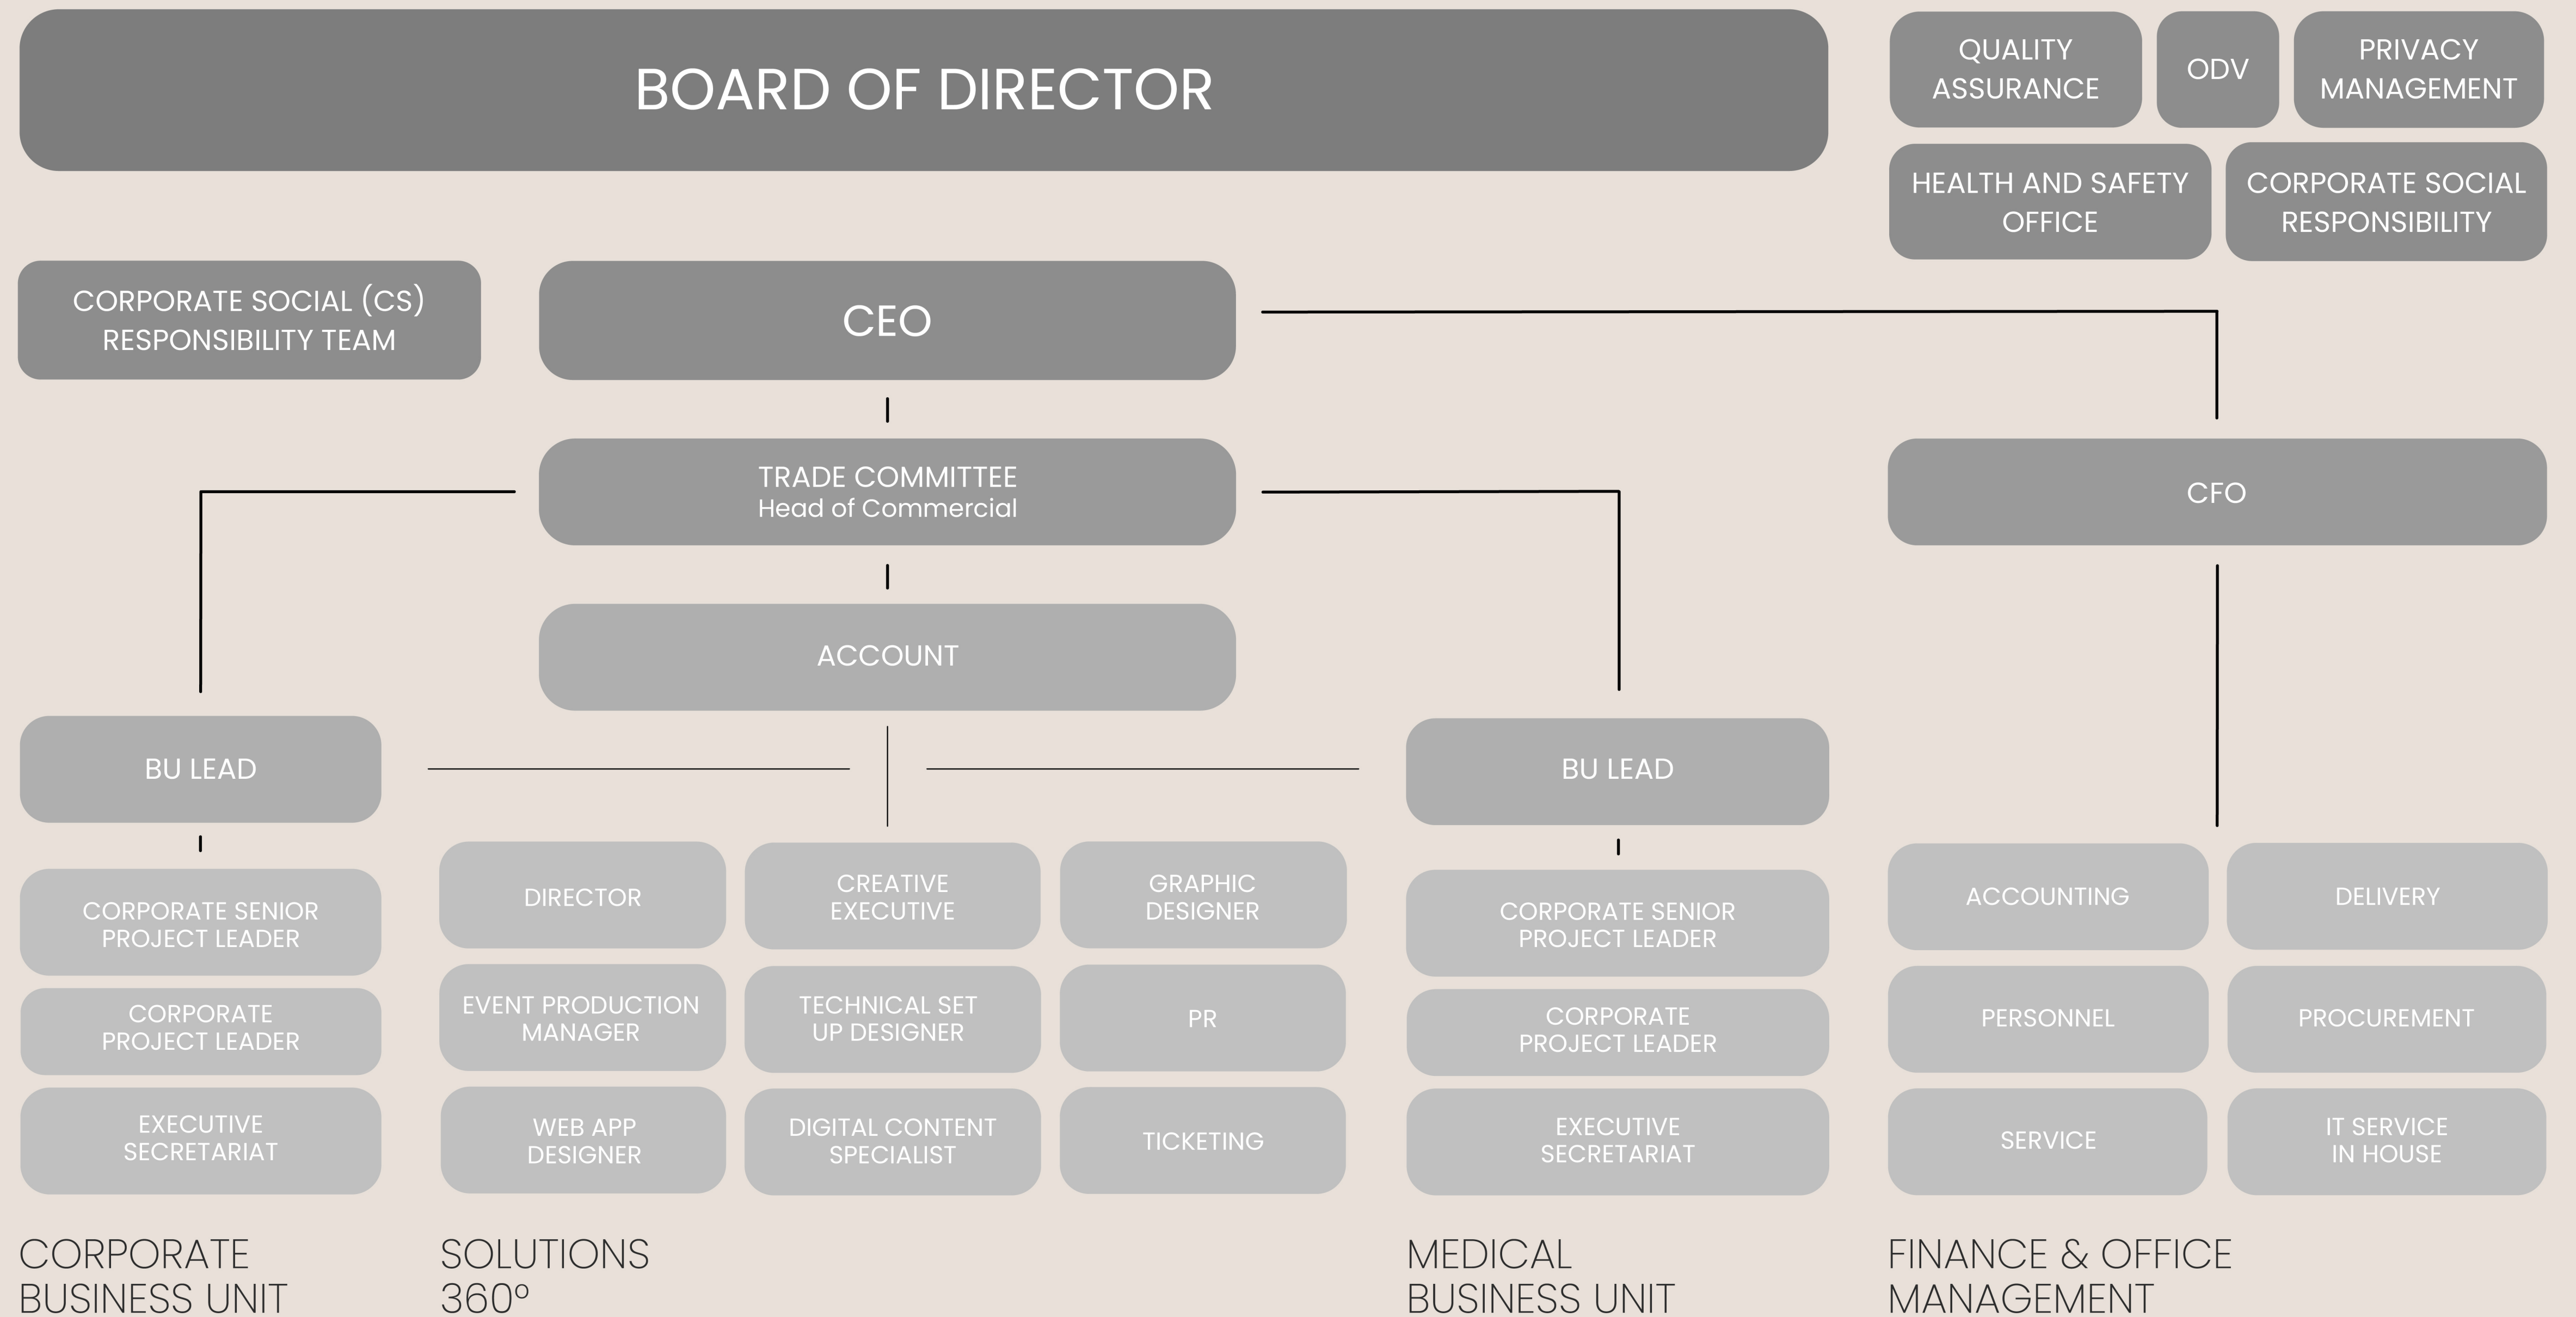 BOARD OF DIRECTOR
QUALITY
ASSURANCE
ODV
PRIVACY
MANAGEMENT
HEALTH AND SAFETY
OFFICE
CORPORATE SOCIAL
RESPONSIBILITY
CORPORATE SOCIAL (CS)
RESPONSIBILITY TEAM
CEO
TRADE COMMITTEE
Head of Commercial
CFO
ACCOUNT
BU LEAD
BU LEAD
CORPORATE SENIOR
PROJECT LEADER
CORPORATE
PROJECT LEADER
EXECUTIVE
SECRETARIAT
DIRECTOR
CREATIVE
EXECUTIVE
GRAPHIC
DESIGNER
EVENT PRODUCTION
MANAGER
TECHNICAL SET
UP DESIGNER
PR
WEB APP
DESIGNER
DIGITAL CONTENT
SPECIALIST
TICKETING
CORPORATE SENIOR
PROJECT LEADER
CORPORATE
PROJECT LEADER
EXECUTIVE
SECRETARIAT
ACCOUNTING
DELIVERY
PERSONNEL
PROCUREMENT
SERVICE
IT SERVICE
IN HOUSE
CORPORATE
BUSINESS UNIT
SOLUTIONS
360°
MEDICAL
BUSINESS UNIT
FINANCE & OFFICE
MANAGEMENT